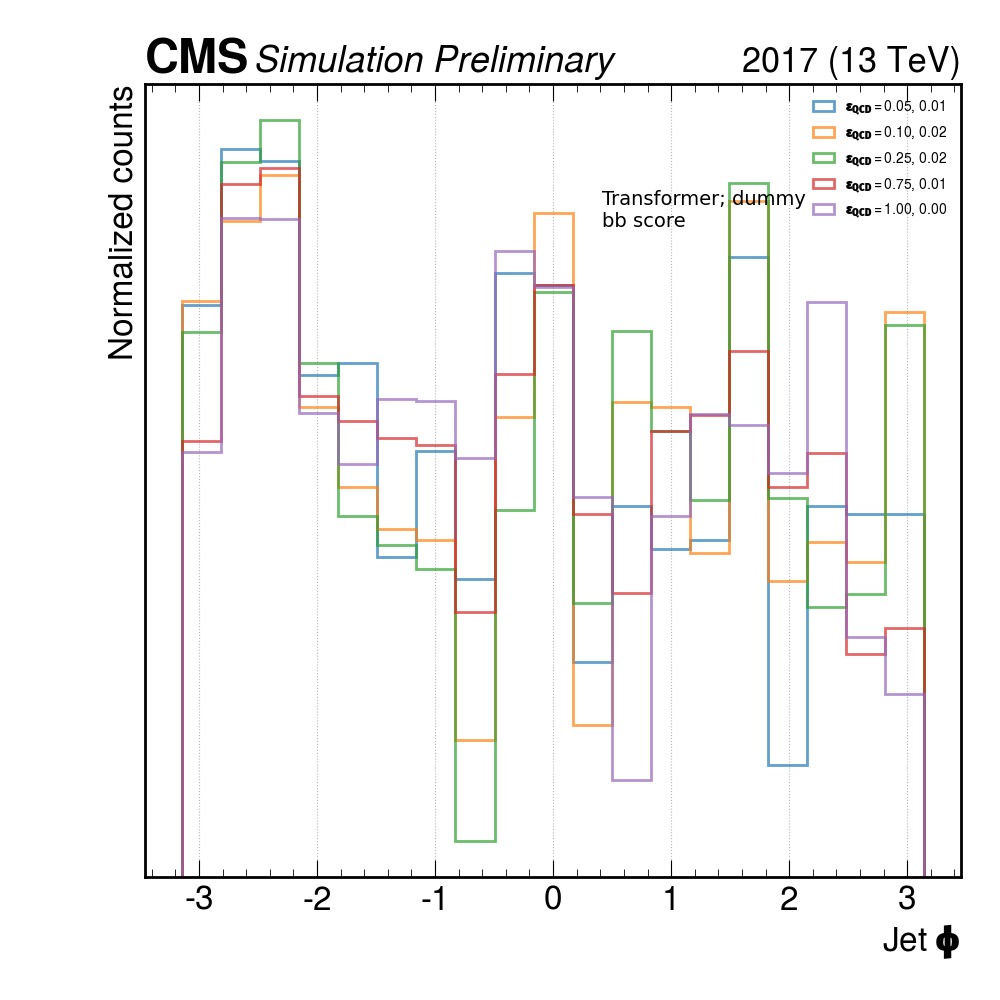 CMS Simulation Preliminary 2017 (13 TeV)
Normalized counts
ε_QCD = 0.05, 0.01
ε_QCD = 0.10, 0.02
ε_QCD = 0.25, 0.02
ε_QCD = 0.75, 0.01
ε_QCD = 1.00, 0.00
Transformer; dummy
bb score
-3 -2 -1 0 1 2 3
Jet ϕ